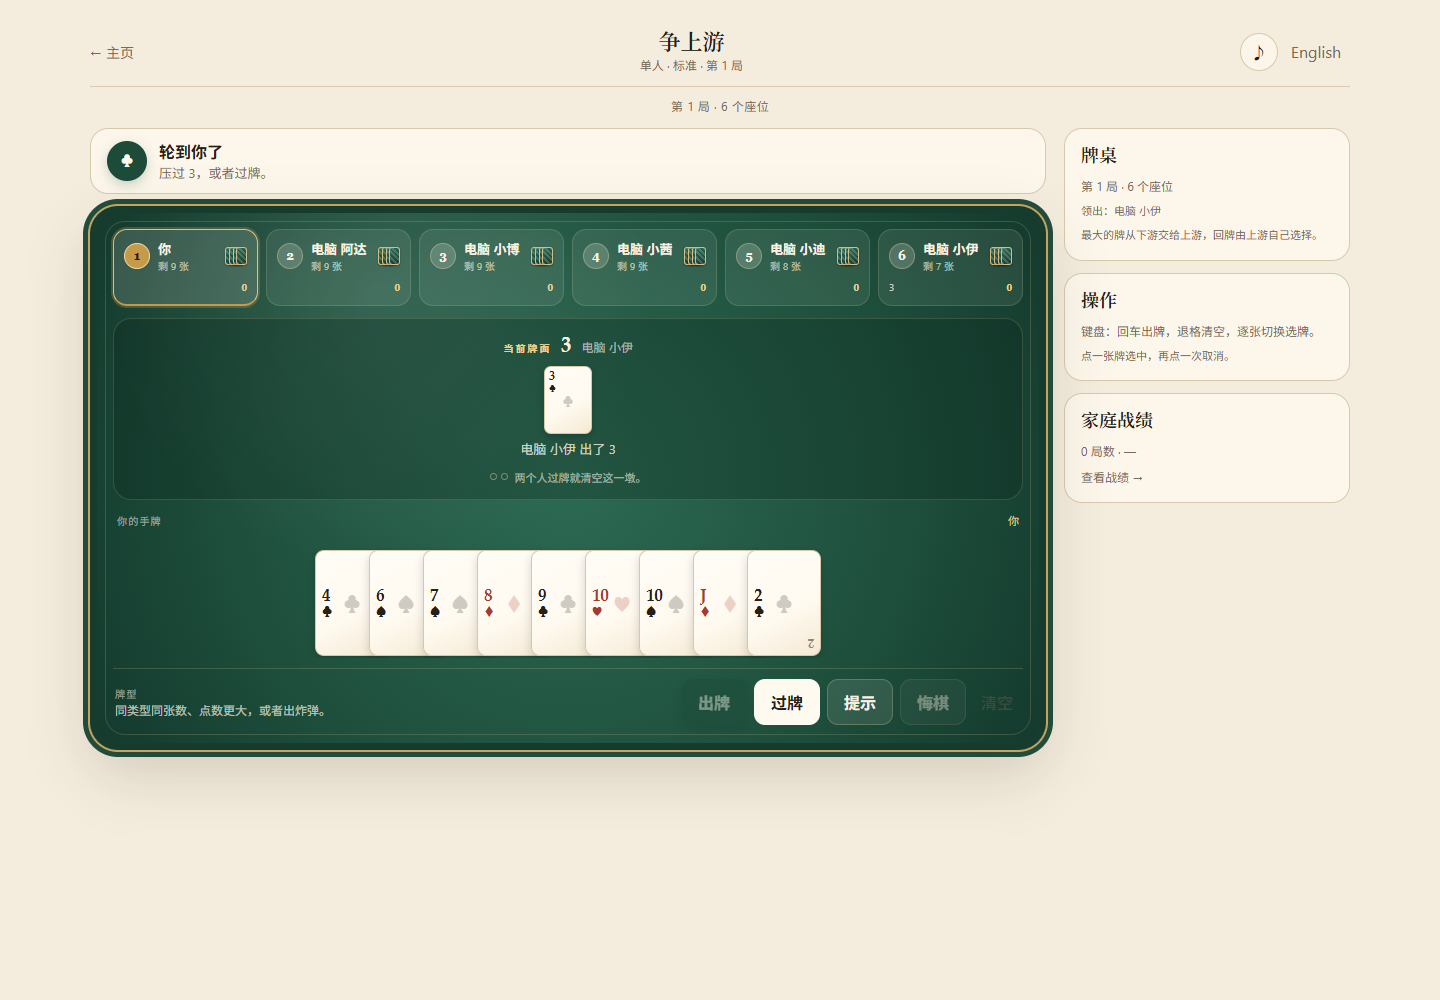 ← 主页
争上游
单人 · 标准 · 第 1 局
♪
English
第 1 局 · 6 个座位
轮到你了
压过 3，或者过牌。
1 你 剩 9 张 0
2 电脑 阿达 剩 9 张 0
3 电脑 小博 剩 9 张 0
4 电脑 小茜 剩 9 张 0
5 电脑 小迪 剩 8 张 0
6 电脑 小伊 剩 7 张 3 0
当前牌面 3 电脑 小伊
3
电脑 小伊 出了 3
两个人过牌就清空这一墩。
你的手牌
你
4 6 7 8 9 10 10 J 2
2
牌型
同类型同张数、点数更大，或者出炸弹。
出牌 过牌 提示 悔棋 清空
牌桌
第 1 局 · 6 个座位
领出：电脑 小伊
最大的牌从下游交给上游，回牌由上游自己选择。
操作
键盘：回车出牌，退格清空，逐张切换选牌。
点一张牌选中，再点一次取消。
家庭战绩
0 局数 · —
查看战绩 →